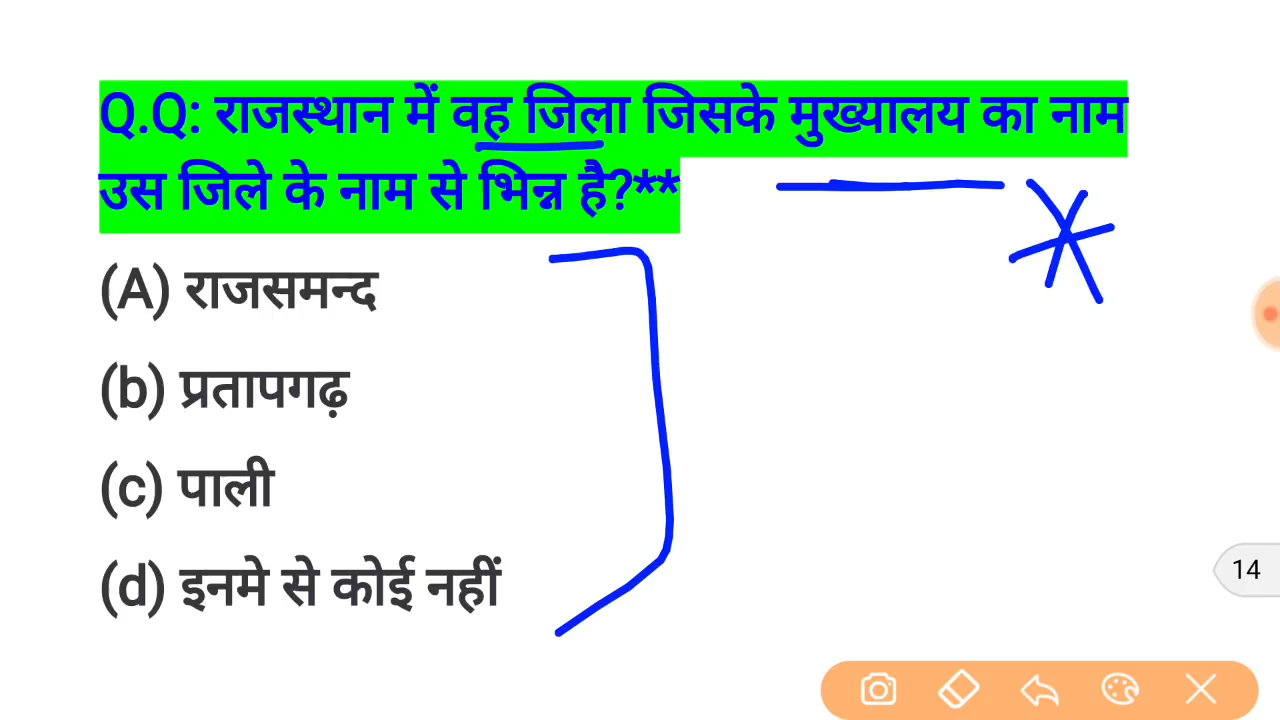 Q.Q: राजस्थान में वह जिला जिसके मुख्यालय का नाम
उस जिले के नाम से भिन्न है?**
(A) राजसमन्द
(b) प्रतापगढ़
(c) पाली
(d) इनमे से कोई नहीं
14